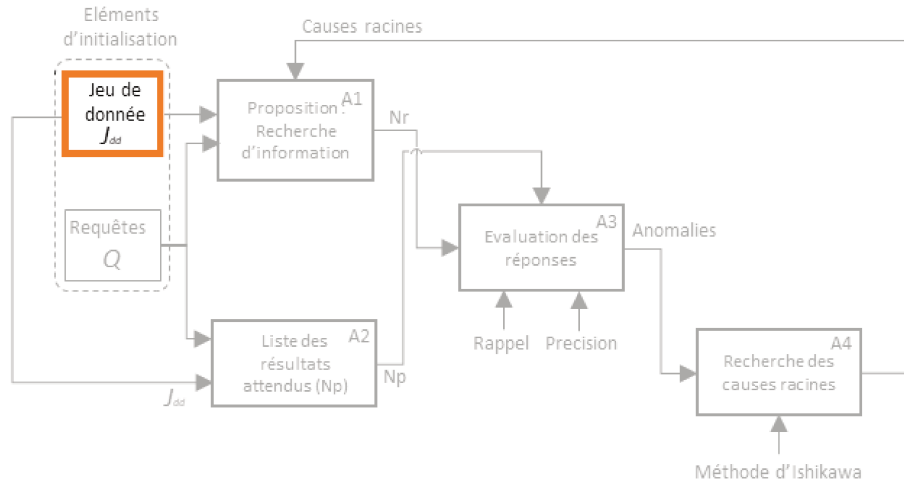 Eléments
d'initialisation
Causes racines
Jeu de
donnée
Jdd
A1
Proposition :
Recherche
d'information
Nr
Requêtes
Q
A3
Evaluation des
réponses
Anomalies
Rappel
Precision
A2
Liste des
résultats
attendus (Np)
Np
Jdd
A4
Recherche des
causes racines
Méthode d'Ishikawa